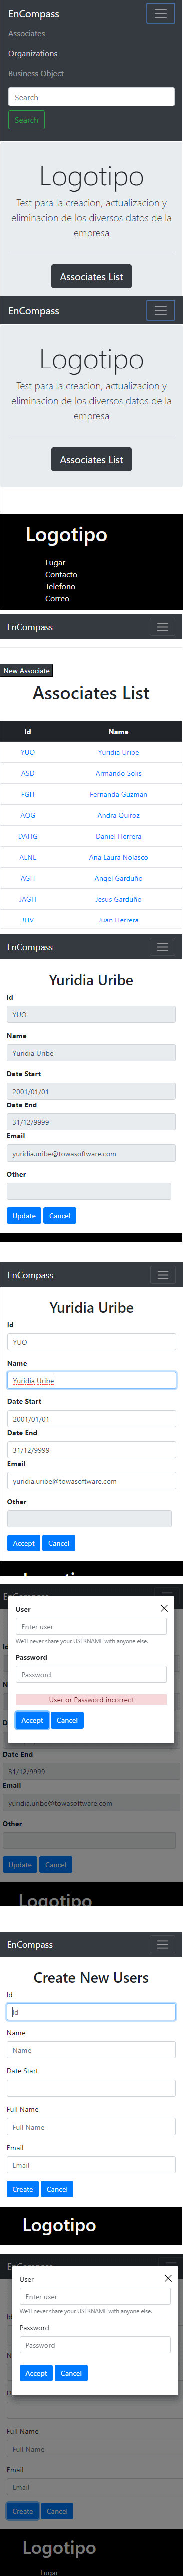 EnCompass
Associates
Organizations
Business Object
Search
Search
Logotipo
Test para la creacion, actualizacion y
eliminacion de los diversos datos de la
empresa
Associates List
EnCompass
Logotipo
Test para la creacion, actualizacion y
eliminacion de los diversos datos de la
empresa
Associates List
Logotipo
Lugar
Contacto
Telefono
Correo
EnCompass
New Associate
Associates List
Id Name
YUO Yuridia Uribe
ASD Armando Solis
FGH Fernanda Guzman
AQG Andra Quiroz
DAHG Daniel Herrera
ALNE Ana Laura Nolasco
AGH Angel Garduño
JAGH Jesus Garduño
JHV Juan Herrera
EnCompass
Yuridia Uribe
Id
YUO
Name
Yuridia Uribe
Date Start
2001/01/01
Date End
31/12/9999
Email
yuridia.uribe@towasoftware.com
Other
Update Cancel
EnCompass
Yuridia Uribe
Id
YUO
Name
Yuridia Uribe
Date Start
2001/01/01
Date End
31/12/9999
Email
yuridia.uribe@towasoftware.com
Other
Accept Cancel
EnCompass
User
Enter user
We'll never share your USERNAME with anyone else.
Password
Password
User or Password incorrect
Accept Cancel
Date End
31/12/9999
Email
yuridia.uribe@towasoftware.com
Other
Update Cancel
Logotipo
EnCompass
Create New Users
Id
Id
Name
Name
Date Start
Full Name
Full Name
Email
Email
Create Cancel
Logotipo
EnCompass
User
Enter user
We'll never share your USERNAME with anyone else.
Password
Password
Accept Cancel
Full Name
Full Name
Email
Email
Create Cancel
Logotipo
Lugar